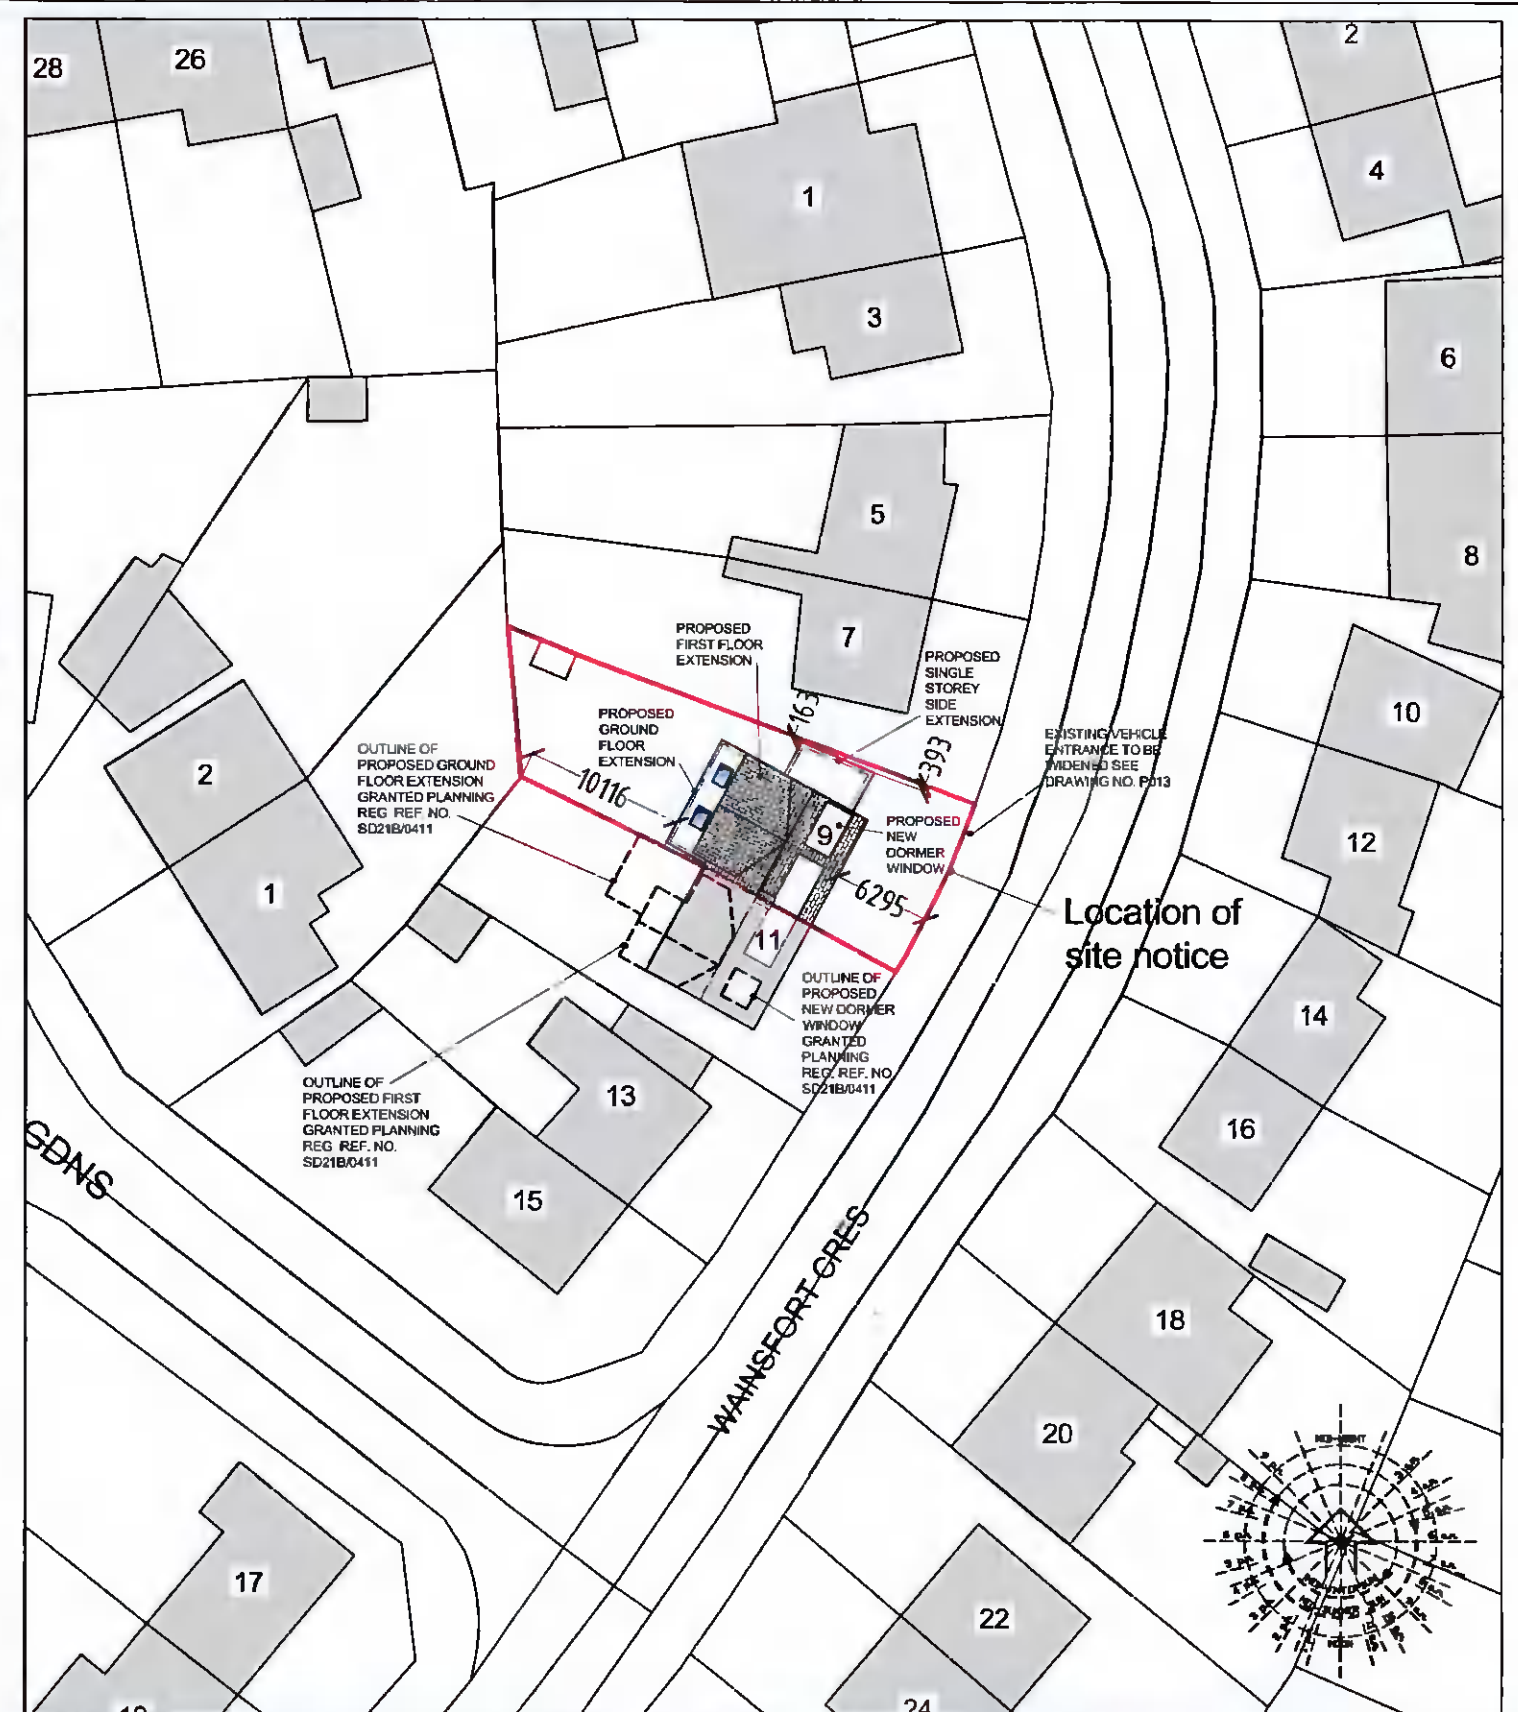 28
26
2
1
4
3
6
5
8
7
PROPOSED
FIRST FLOOR
EXTENSION
PROPOSED
SINGLE
STOREY
SIDE
EXTENSION
PROPOSED
GROUND
FLOOR
EXTENSION
10
EXISTING VEHICLE
ENTRANCE TO BE
WIDENED SEE
DRAWING NO. P013
OUTLINE OF
PROPOSED GROUND
FLOOR EXTENSION
GRANTED PLANNING
REG REF. NO.
SD21B/0411
2
10116
393
9
PROPOSED
NEW
DORMER
WINDOW
12
1
6295
Location of
site notice
11
OUTLINE OF
PROPOSED
NEW DORMER
WINDOW
GRANTED
PLANNING
REG. REF. NO.
SD21B/0411
14
OUTLINE OF
PROPOSED FIRST
FLOOR EXTENSION
GRANTED PLANNING
REG REF. NO.
SD21B/0411
13
16
GDNS
15
WAINSFORT CRES
18
20
17
22
24
NOON